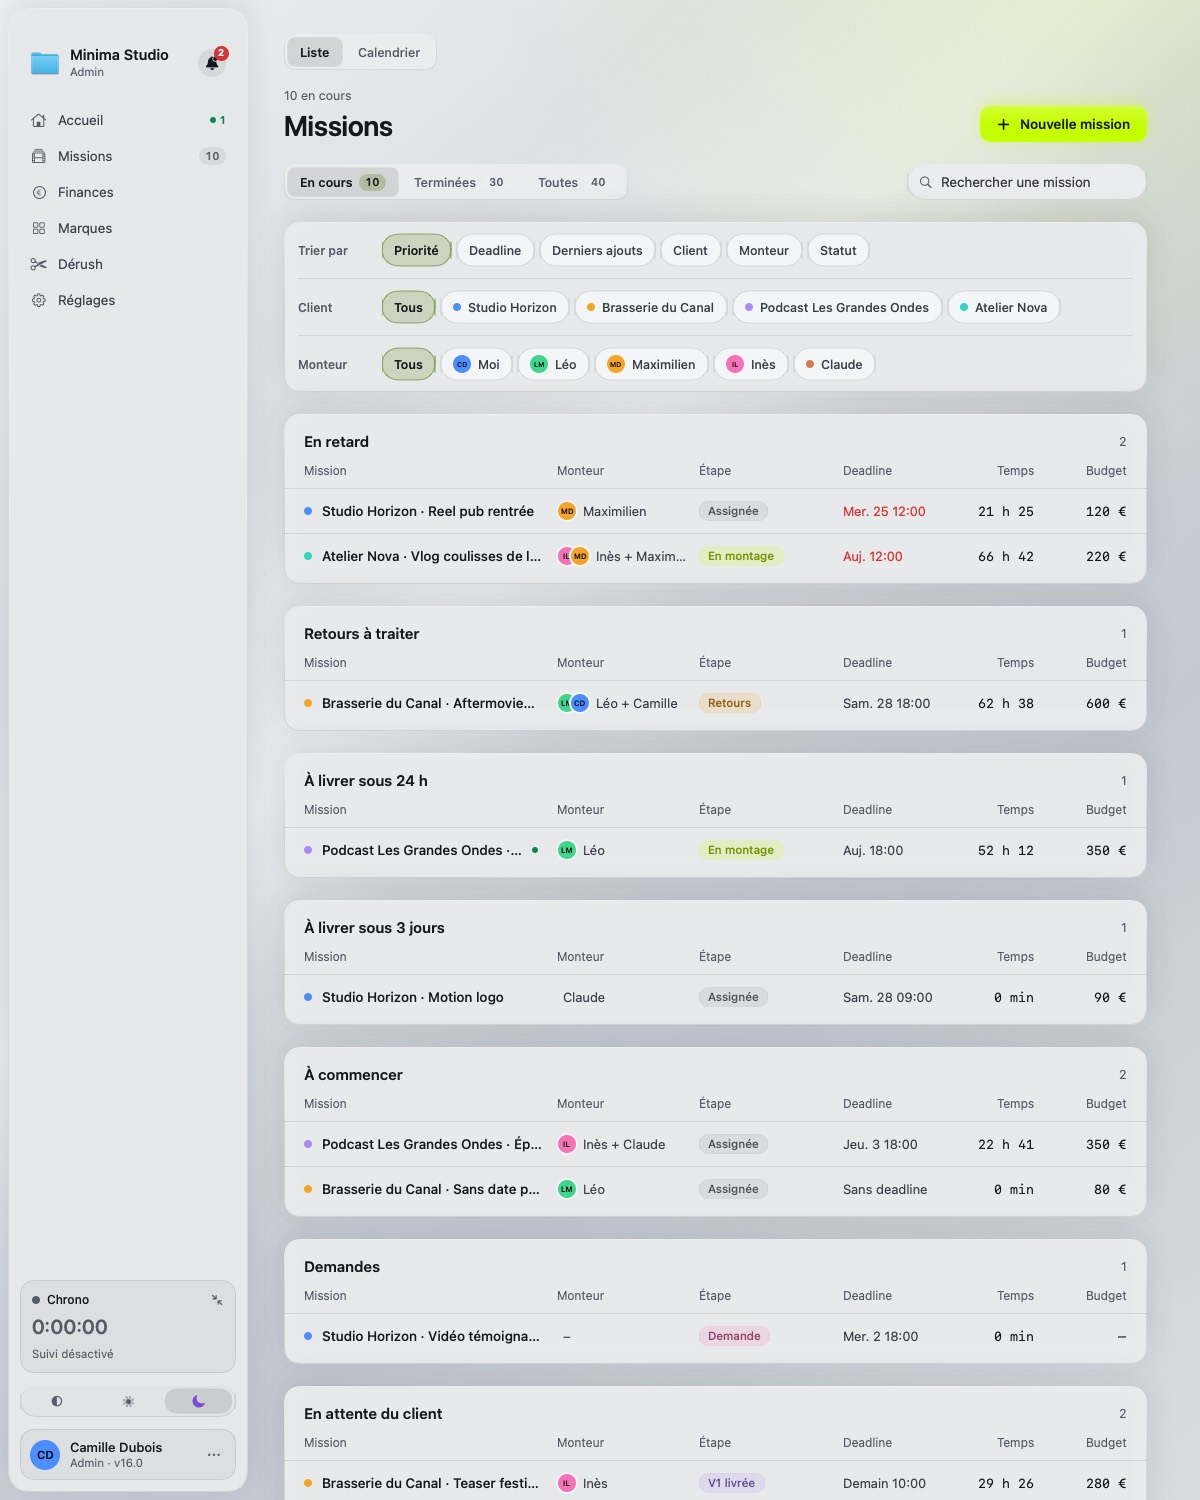 Minima Studio
Admin
2
Accueil 1
Missions 10
Finances
Marques
Dérush
Réglages
Chrono
0:00:00
Suivi désactivé
CD Camille Dubois
Admin · v16.0
Liste Calendrier
10 en cours
Missions
Nouvelle mission
En cours 10 Terminées 30 Toutes 40
Rechercher une mission
Trier par Priorité Deadline Derniers ajouts Client Monteur Statut
Client Tous Studio Horizon Brasserie du Canal Podcast Les Grandes Ondes Atelier Nova
Monteur Tous CD Moi LM Léo MD Maximilien IL Inès Claude
En retard 2
Mission Monteur Étape Deadline Temps Budget
Studio Horizon · Reel pub rentrée MD Maximilien Assignée Mer. 25 12:00 21 h 25 120 €
Atelier Nova · Vlog coulisses de l... IL MD Inès + Maxim... En montage Auj. 12:00 66 h 42 220 €
Retours à traiter 1
Mission Monteur Étape Deadline Temps Budget
Brasserie du Canal · Aftermovie... LM CD Léo + Camille Retours Sam. 28 18:00 62 h 38 600 €
À livrer sous 24 h 1
Mission Monteur Étape Deadline Temps Budget
Podcast Les Grandes Ondes ·... LM Léo En montage Auj. 18:00 52 h 12 350 €
À livrer sous 3 jours 1
Mission Monteur Étape Deadline Temps Budget
Studio Horizon · Motion logo Claude Assignée Sam. 28 09:00 0 min 90 €
À commencer 2
Mission Monteur Étape Deadline Temps Budget
Podcast Les Grandes Ondes · Ép... IL Inès + Claude Assignée Jeu. 3 18:00 22 h 41 350 €
Brasserie du Canal · Sans date p... LM Léo Assignée Sans deadline 0 min 80 €
Demandes 1
Mission Monteur Étape Deadline Temps Budget
Studio Horizon · Vidéo témoigna... – Demande Mer. 2 18:00 0 min –
En attente du client 2
Mission Monteur Étape Deadline Temps Budget
Brasserie du Canal · Teaser festi... IL Inès V1 livrée Demain 10:00 29 h 26 280 €